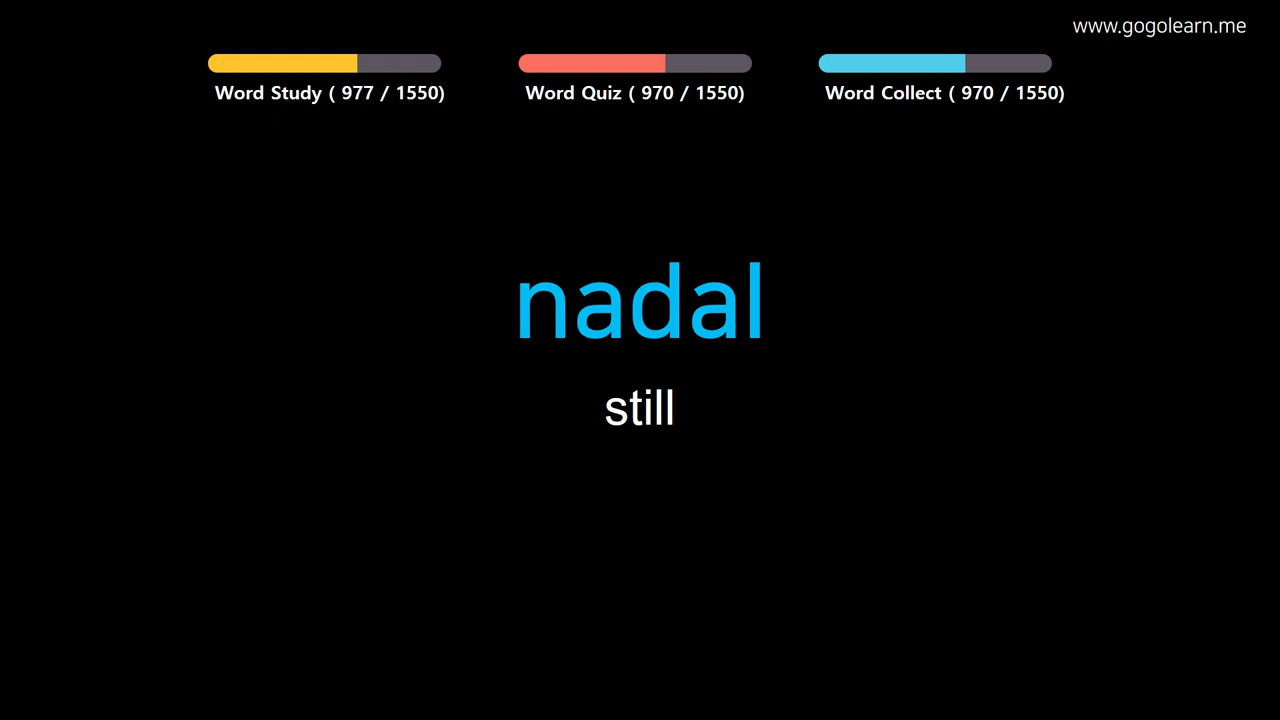 www.gogolearn.me
Word Study ( 977 / 1550)
Word Quiz ( 970 / 1550)
Word Collect ( 970 / 1550)
nadal
still